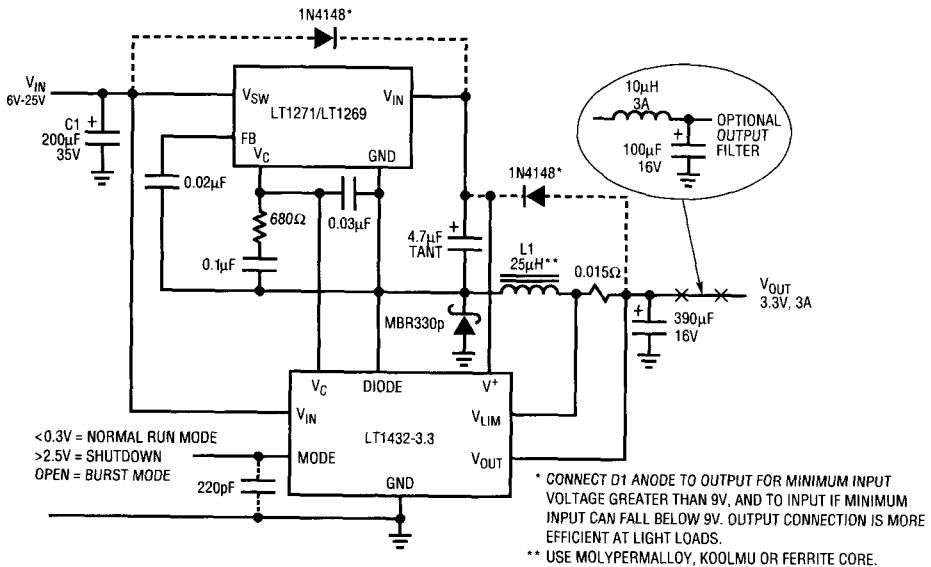 1N4148*
VIN
6V-25V
C1
200µF
35V
+
VSW
VIN
LT1271/LT1269
FB
VC
GND
0.02µF
680Ω
0.03µF
0.1µF
+
4.7µF
TANT
1N4148*
10µH
3A
+
100µF
16V
OPTIONAL
OUTPUT
FILTER
L1
25µH**
0.015Ω
VOUT
3.3V, 3A
+
390µF
16V
MBR330p
VC
DIODE
V+
VIN
VLIM
LT1432-3.3
MODE
VOUT
GND
<0.3V = NORMAL RUN MODE
>2.5V = SHUTDOWN
OPEN = BURST MODE
220pF
* CONNECT D1 ANODE TO OUTPUT FOR MINIMUM INPUT
VOLTAGE GREATER THAN 9V, AND TO INPUT IF MINIMUM
INPUT CAN FALL BELOW 9V. OUTPUT CONNECTION IS MORE
EFFICIENT AT LIGHT LOADS.
** USE MOLYPERMALLOY, KOOLMU OR FERRITE CORE.